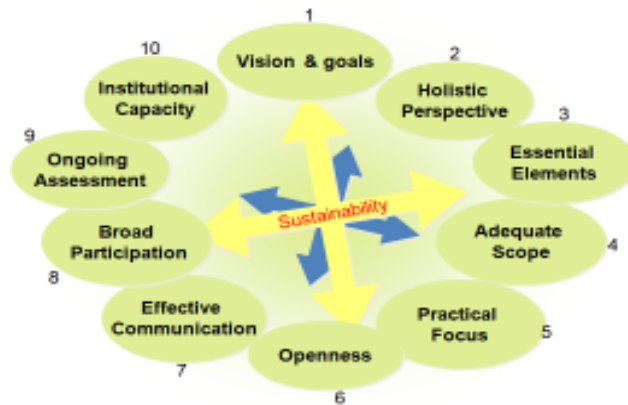 1
Vision & goals
2
Holistic
Perspective
3
Essential
Elements
Adequate
Scope
4
Practical
Focus
5
Openness
6
Effective
Communication
7
Broad
Participation
8
9
Ongoing
Assessment
10
Institutional
Capacity
Sustainability